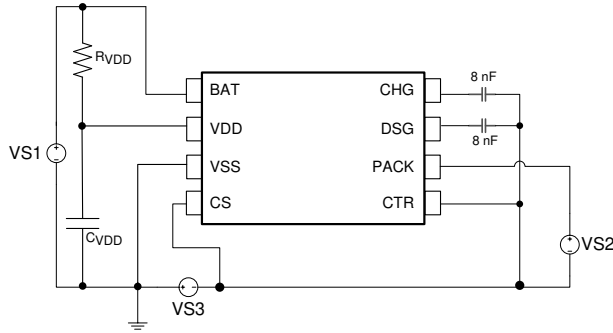 8 nF
R_VDD
BAT
CHG
VDD
DSG
8 nF
VS1
VSS
PACK
CS
CTR
C_VDD
VS2
VS3